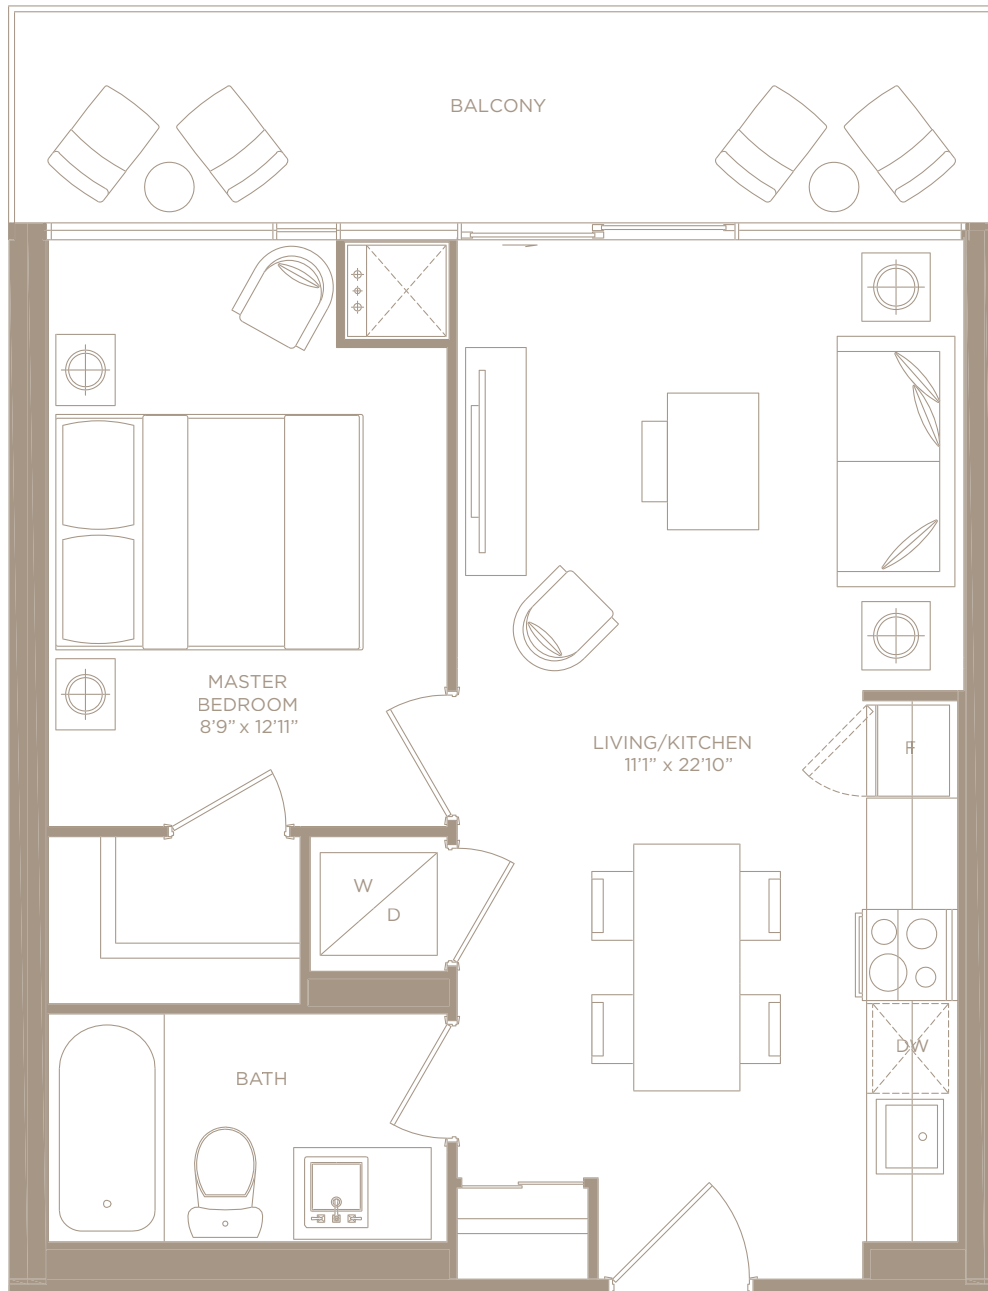 BALCONY
MASTER
BEDROOM
8’9” x 12’11”
LIVING/KITCHEN
11’1” x 22’10”
F
W
D
DW
BATH